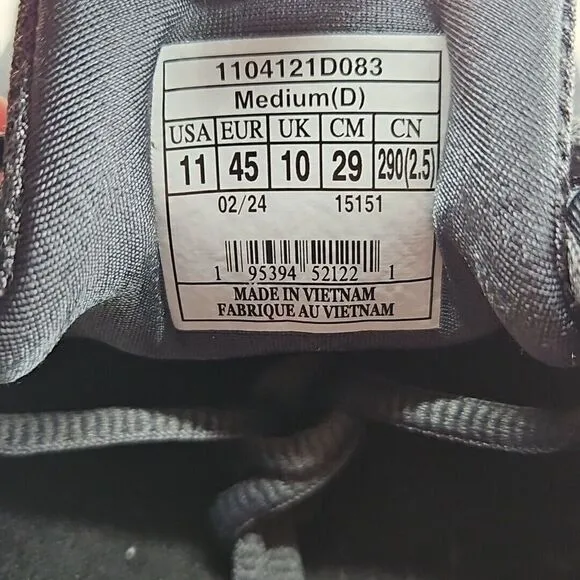 1104121D083
Medium(D)
USA EUR UK CM CN
11 45 10 29 290(2.5)
02/24 15151
1 95394 52122 1
MADE IN VIETNAM
FABRIQUE AU VIETNAM